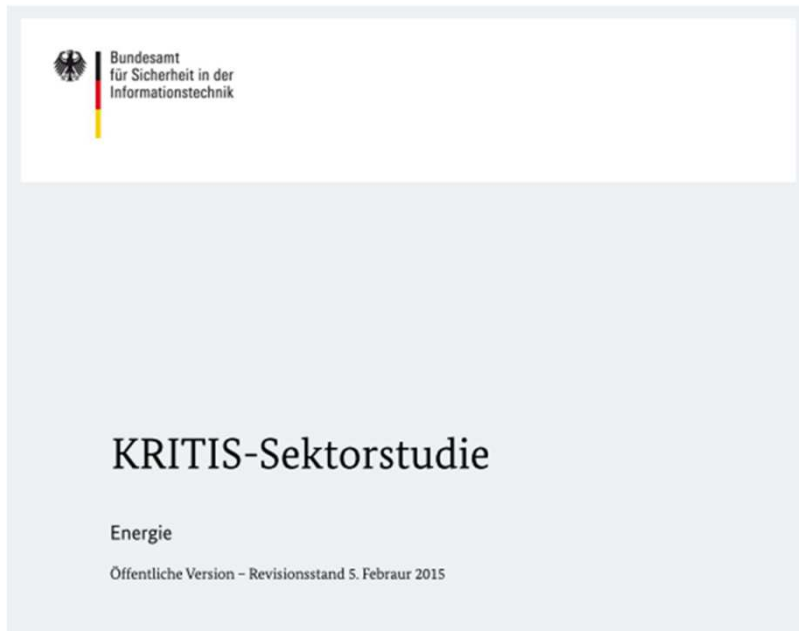 Bundesamt
für Sicherheit in der
Informationstechnik
KRITIS-Sektorstudie
Energie
Öffentliche Version – Revisionsstand 5. Febraur 2015